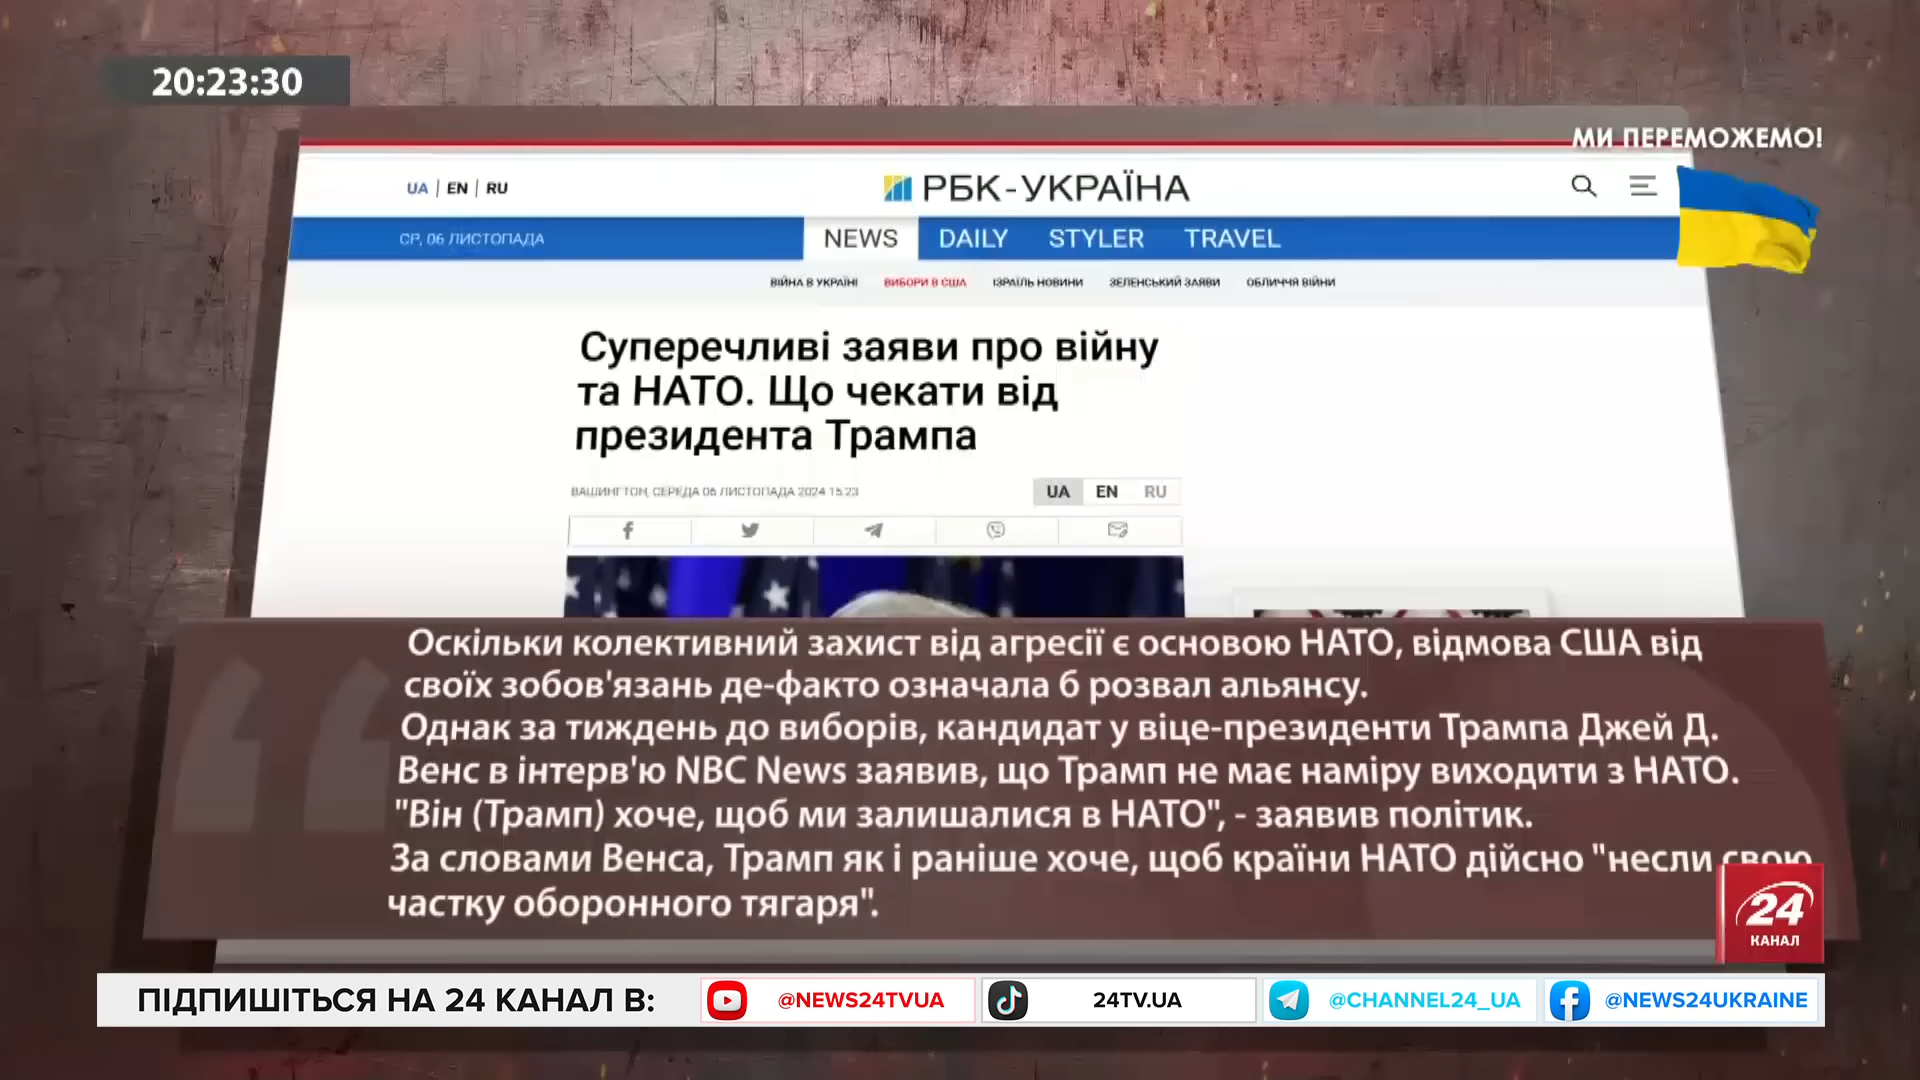 20:23:30
МИ ПЕРЕМОЖЕМО!
UA | EN | RU
РБК-УКРАЇНА
СР, 06 ЛИСТОПАДА
NEWS DAILY STYLER TRAVEL
ВІЙНА В УКРАЇНІ ВИБОРИ В США ІЗРАЇЛЬ НОВИНИ ЗЕЛЕНСЬКИЙ ЗАЯВИ ОБЛИЧЧЯ ВІЙНИ
Суперечливі заяви про війну
та НАТО. Що чекати від
президента Трампа
ВАШИНГТОН, СЕРЕДА 06 ЛИСТОПАДА 2024 15:23
UA EN RU
Оскільки колективний захист від агресії є основою НАТО, відмова США від
своїх зобов'язань де-факто означала б розвал альянсу.
Однак за тиждень до виборів, кандидат у віце-президенти Трампа Джей Д.
Венс в інтерв'ю NBC News заявив, що Трамп не має наміру виходити з НАТО.
"Він (Трамп) хоче, щоб ми залишалися в НАТО", - заявив політик.
За словами Венса, Трамп як і раніше хоче, щоб країни НАТО дійсно "несли свою
частку оборонного тягаря".
24
КАНАЛ
ПІДПИШІТЬСЯ НА 24 КАНАЛ В: @NEWS24TVUA 24TV.UA @CHANNEL24_UA @NEWS24UKRAINE